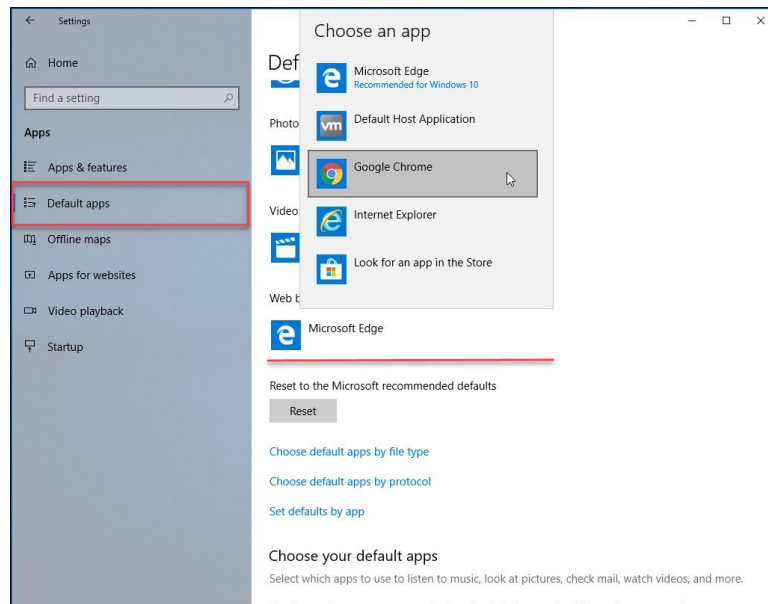 Settings
Home
Find a setting
Apps
Apps & features
Default apps
Offline maps
Apps for websites
Video playback
Startup
Def
Photo
Video
Web b
Microsoft Edge
Choose an app
Microsoft Edge
Recommended for Windows 10
vm
Default Host Application
Google Chrome
Internet Explorer
Look for an app in the Store
Reset to the Microsoft recommended defaults
Reset
Choose default apps by file type
Choose default apps by protocol
Set defaults by app
Choose your default apps
Select which apps to use to listen to music, look at pictures, check mail, watch videos, and more.